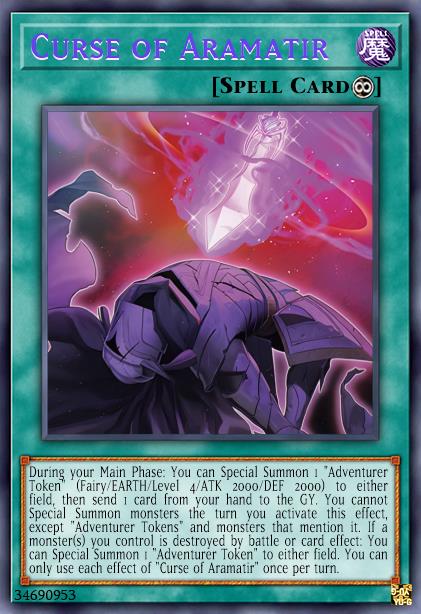 Curse of Aramatir
SPELL
魔
[Spell Card]
During your Main Phase: You can Special Summon 1 "Adventurer
Token" (Fairy/EARTH/Level 4/ATK 2000/DEF 2000) to either
field, then send 1 card from your hand to the GY. You cannot
Special Summon monsters the turn you activate this effect,
except "Adventurer Tokens" and monsters that mention it. If a
monster(s) you control is destroyed by battle or card effect: You
can Special Summon 1 "Adventurer Token" to either field. You can
only use each effect of "Curse of Aramatir" once per turn.
34690953